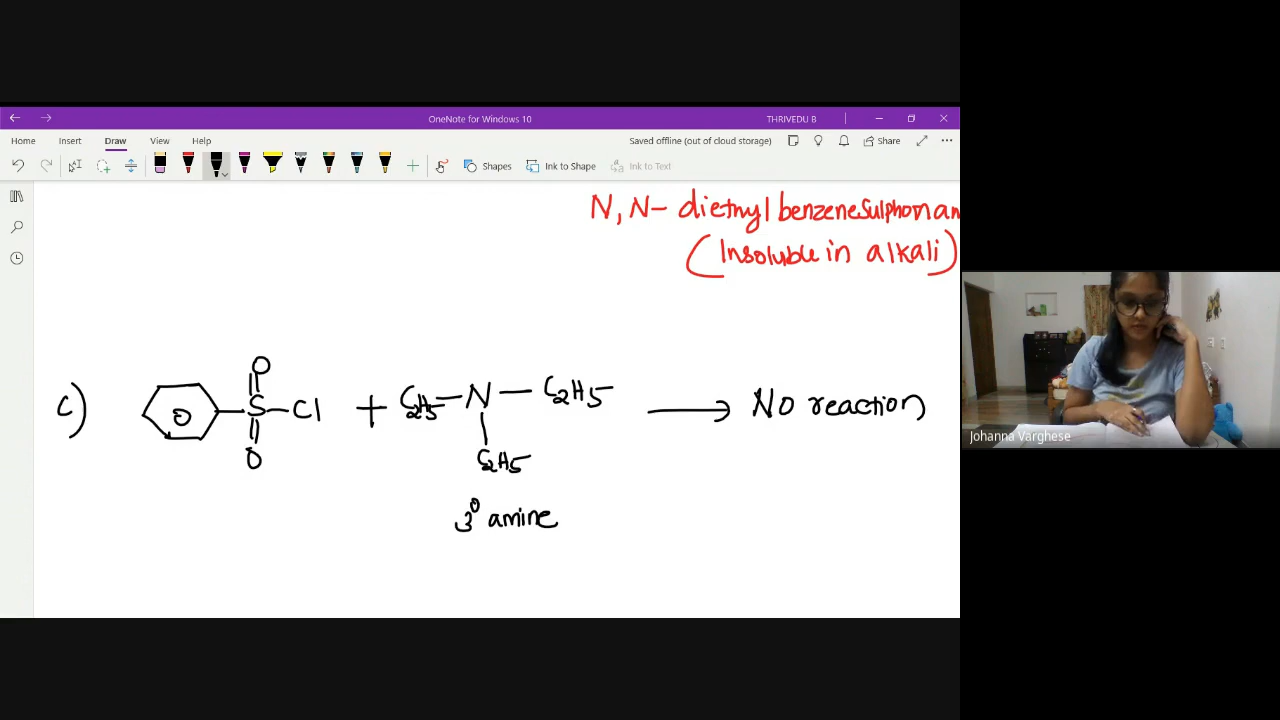 OneNote for Windows 10
THRIVEDU B
Home Insert Draw View Help
Saved offline (out of cloud storage)
Share
Shapes
Ink to Shape
Ink to Text
N, N- diethyl benzenesulphonam
(Insoluble in alkali)
c)
O
S Cl
O
+ C2H5 N C2H5
C2H5
No reaction
3° amine
Johanna Varghese